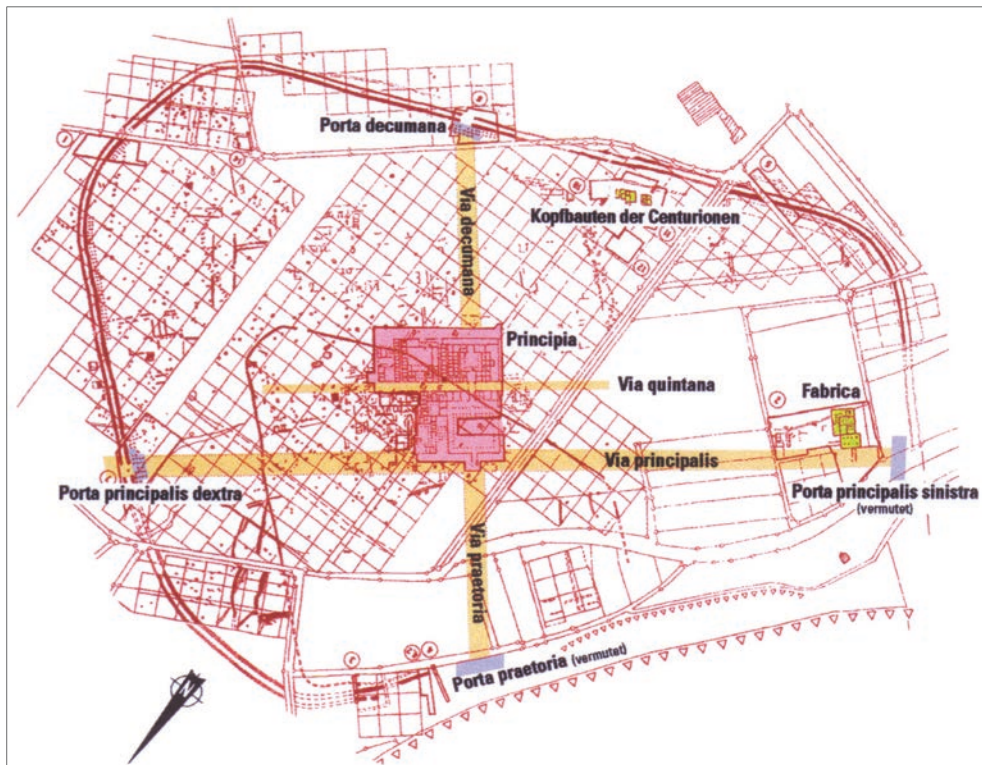 Porta decumana
Via decumana
Kopfbauten der Centurionen
Principia
Via quintana
Fabrica
Via principalis
Porta principalis dextra
Porta principalis sinistra
(vermutet)
Via praetoria
Porta praetoria (vermutet)